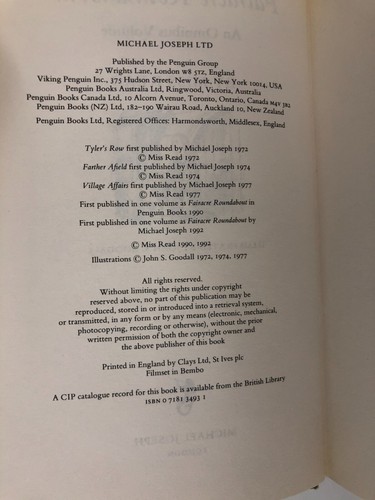 MICHAEL JOSEPH LTD
Published by the Penguin Group
27 Wrights Lane, London W8 5TZ, England
Viking Penguin Inc., 375 Hudson Street, New York, New York 10014, USA
Penguin Books Australia Ltd, Ringwood, Victoria, Australia
Penguin Books Canada Ltd, 10 Alcorn Avenue, Toronto, Ontario, Canada M4V 3B2
Penguin Books (NZ) Ltd, 182–190 Wairau Road, Auckland 10, New Zealand
Penguin Books Ltd, Registered Offices: Harmondsworth, Middlesex, England
Tyler's Row first published by Michael Joseph 1972
© Miss Read 1972
Farther Afield first published by Michael Joseph 1974
© Miss Read 1974
Village Affairs first published by Michael Joseph 1977
© Miss Read 1977
First published in one volume as Fairacre Roundabout in
Penguin Books 1990
First published in one volume as Fairacre Roundabout by
Michael Joseph 1992
© Miss Read 1990, 1992
Illustrations © John S. Goodall 1972, 1974, 1977
All rights reserved.
Without limiting the rights under copyright
reserved above, no part of this publication may be
reproduced, stored in or introduced into a retrieval system,
or transmitted, in any form or by any means (electronic, mechanical,
photocopying, recording or otherwise), without the prior
written permission of both the copyright owner and
the above publisher of this book
Printed in England by Clays Ltd, St Ives plc
Filmset in Bembo
A CIP catalogue record for this book is available from the British Library
ISBN 0 7181 3493 1